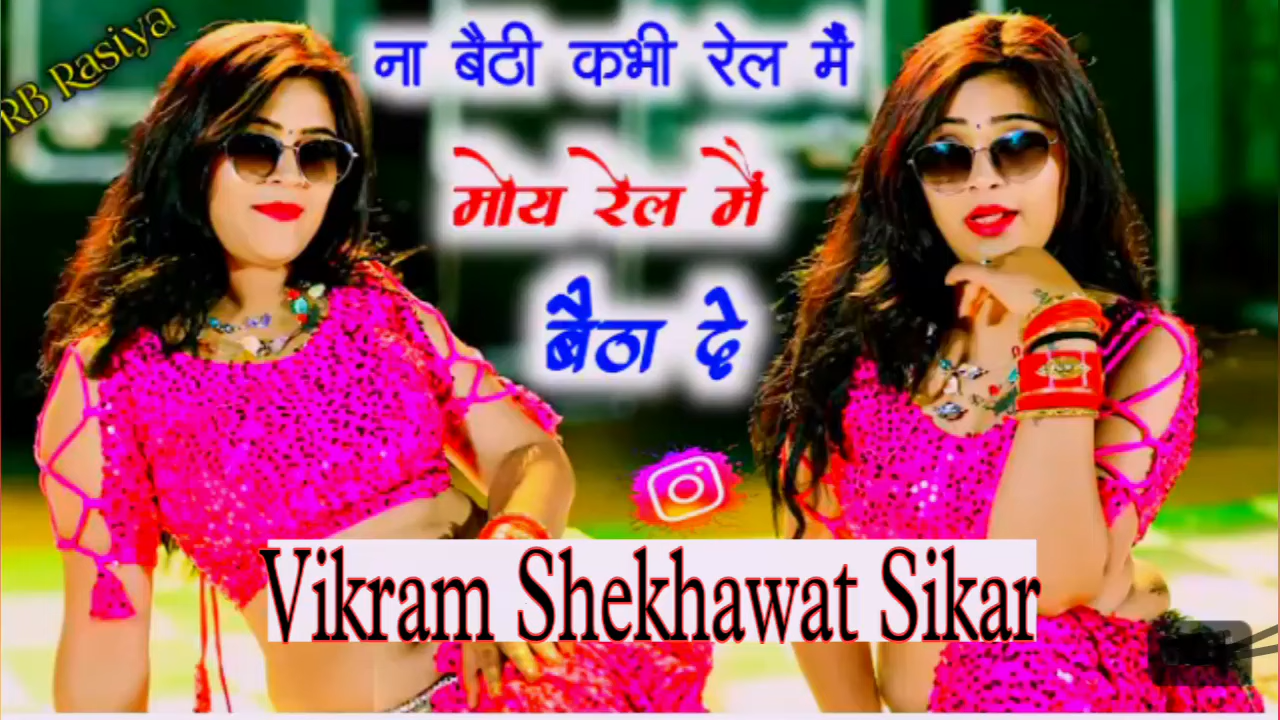 RB Rasiya
ना बैठी कभी रेल मैं
मोय रेल मैं
बैठा दे
Vikram Shekhawat Sikar